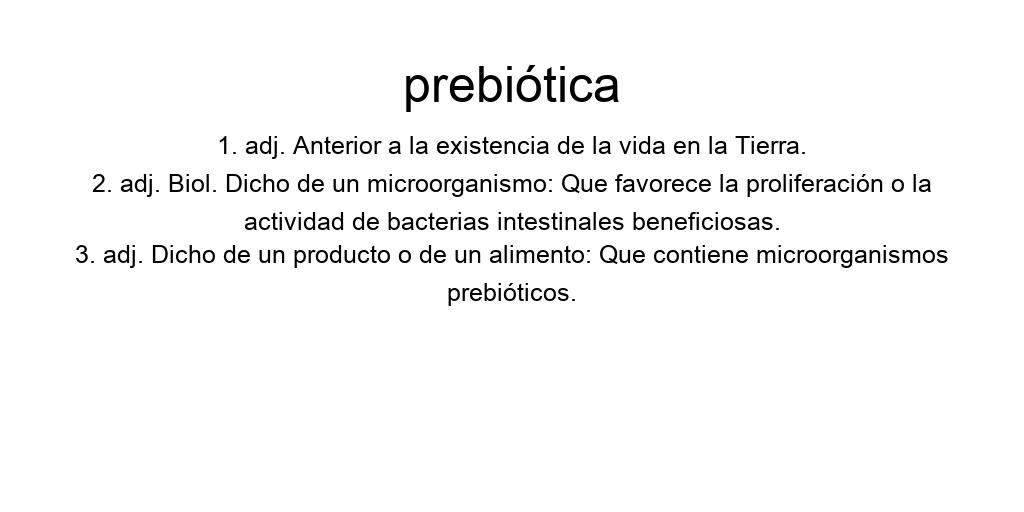 prebiótica
1. adj. Anterior a la existencia de la vida en la Tierra.
2. adj. Biol. Dicho de un microorganismo: Que favorece la proliferación o la
actividad de bacterias intestinales beneficiosas.
3. adj. Dicho de un producto o de un alimento: Que contiene microorganismos
prebióticos.